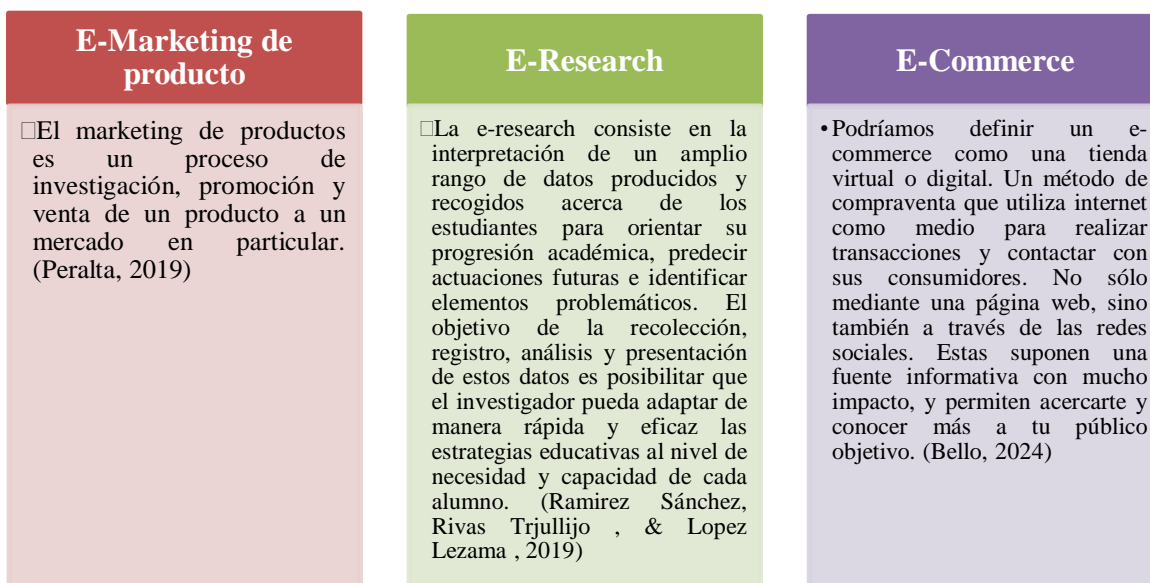 E-Marketing de
producto
□El marketing de productos
es un proceso de
investigación, promoción y
venta de un producto a un
mercado en particular.
(Peralta, 2019)
E-Research
□La e-research consiste en la
interpretación de un amplio
rango de datos producidos y
recogidos acerca de los
estudiantes para orientar su
progresión académica, predecir
actuaciones futuras e identificar
elementos problemáticos. El
objetivo de la recolección,
registro, análisis y presentación
de estos datos es posibilitar que
el investigador pueda adaptar de
manera rápida y eficaz las
estrategias educativas al nivel de
necesidad y capacidad de cada
alumno. (Ramirez Sánchez,
Rivas Trjullijo , & Lopez
Lezama , 2019)
E-Commerce
•Podríamos definir un e-
commerce como una tienda
virtual o digital. Un método de
compraventa que utiliza internet
como medio para realizar
transacciones y contactar con
sus consumidores. No sólo
mediante una página web, sino
también a través de las redes
sociales. Estas suponen una
fuente informativa con mucho
impacto, y permiten acercarte y
conocer más a tu público
objetivo. (Bello, 2024)